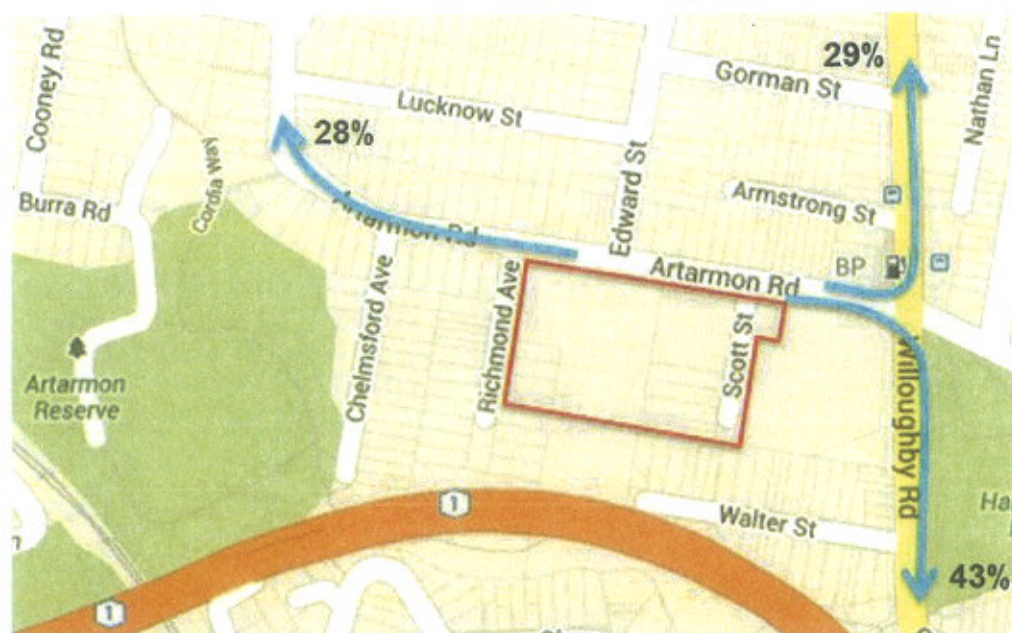 Cooney Rd
29%
Nathan Ln
Gorman St
Lucknow St
28%
Cordia Way
Edward St
Armstrong St
Burra Rd
Artarmon Rd
BP
Artarmon Rd
Chelmsford Ave
Richmond Ave
Scott St
Willoughby Rd
Artarmon
Reserve
1
Walter St
43%
1